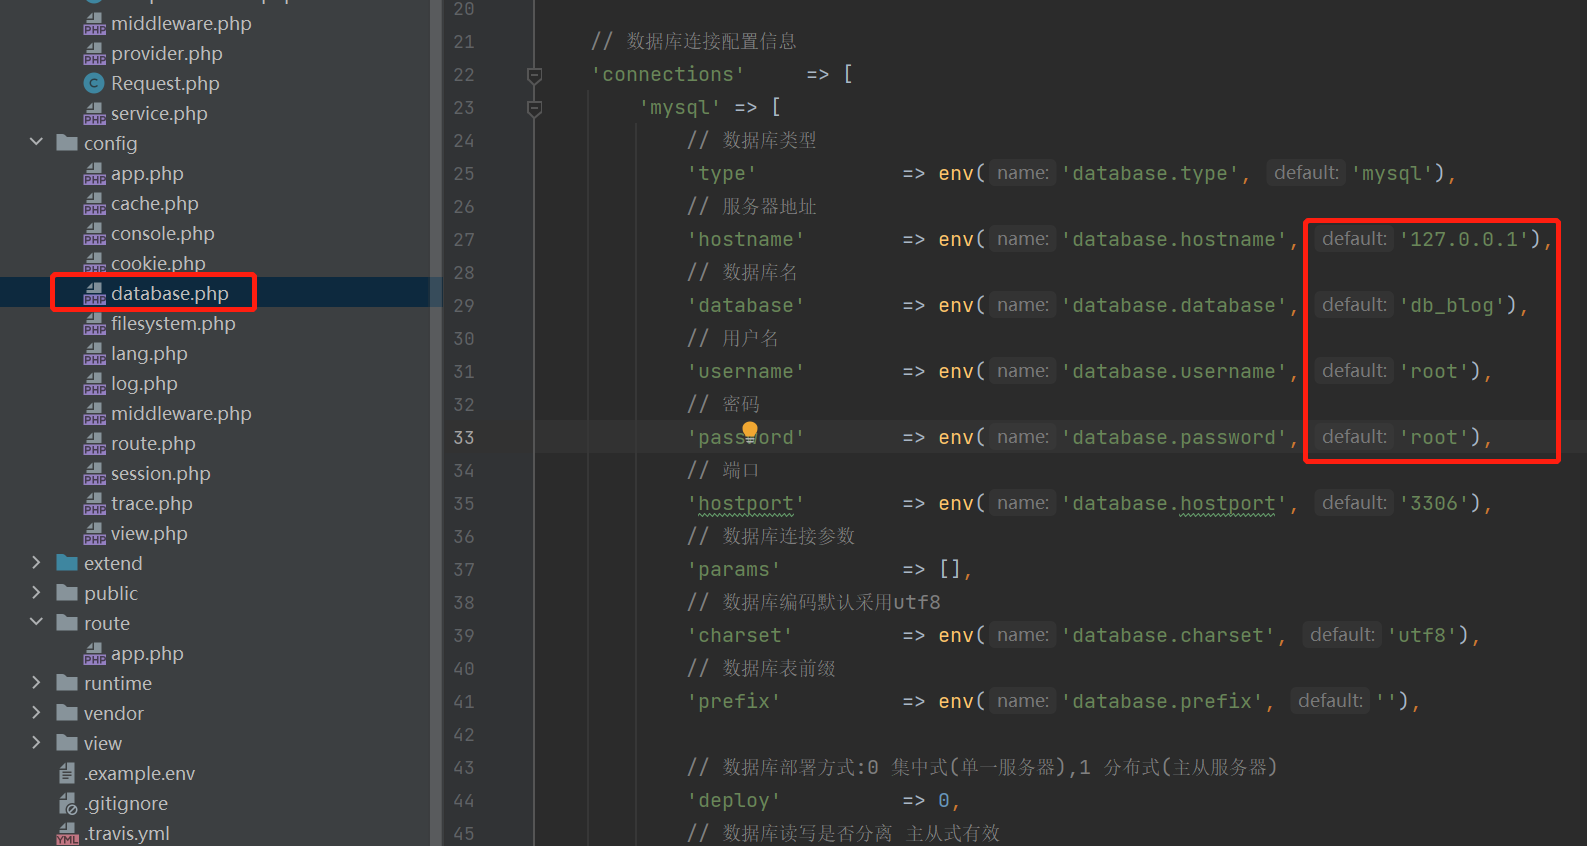 middleware.php
provider.php
Request.php
service.php
config
app.php
cache.php
console.php
cookie.php
database.php
filesystem.php
lang.php
log.php
middleware.php
route.php
session.php
trace.php
view.php
extend
public
route
app.php
runtime
vendor
view
.example.env
.gitignore
.travis.yml
20
21 // 数据库连接配置信息
22 'connections' => [
23 'mysql' => [
24 // 数据库类型
25 'type' => env( name: 'database.type', default: 'mysql'),
26 // 服务器地址
27 'hostname' => env( name: 'database.hostname', default: '127.0.0.1'),
28 // 数据库名
29 'database' => env( name: 'database.database', default: 'db_blog'),
30 // 用户名
31 'username' => env( name: 'database.username', default: 'root'),
32 // 密码
33 'password' => env( name: 'database.password', default: 'root'),
34 // 端口
35 'hostport' => env( name: 'database.hostport', default: '3306'),
36 // 数据库连接参数
37 'params' => [],
38 // 数据库编码默认采用utf8
39 'charset' => env( name: 'database.charset', default: 'utf8'),
40 // 数据库表前缀
41 'prefix' => env( name: 'database.prefix', default: ''),
42
43 // 数据库部署方式:0 集中式(单一服务器),1 分布式(主从服务器)
44 'deploy' => 0,
45 // 数据库读写是否分离 主从式有效